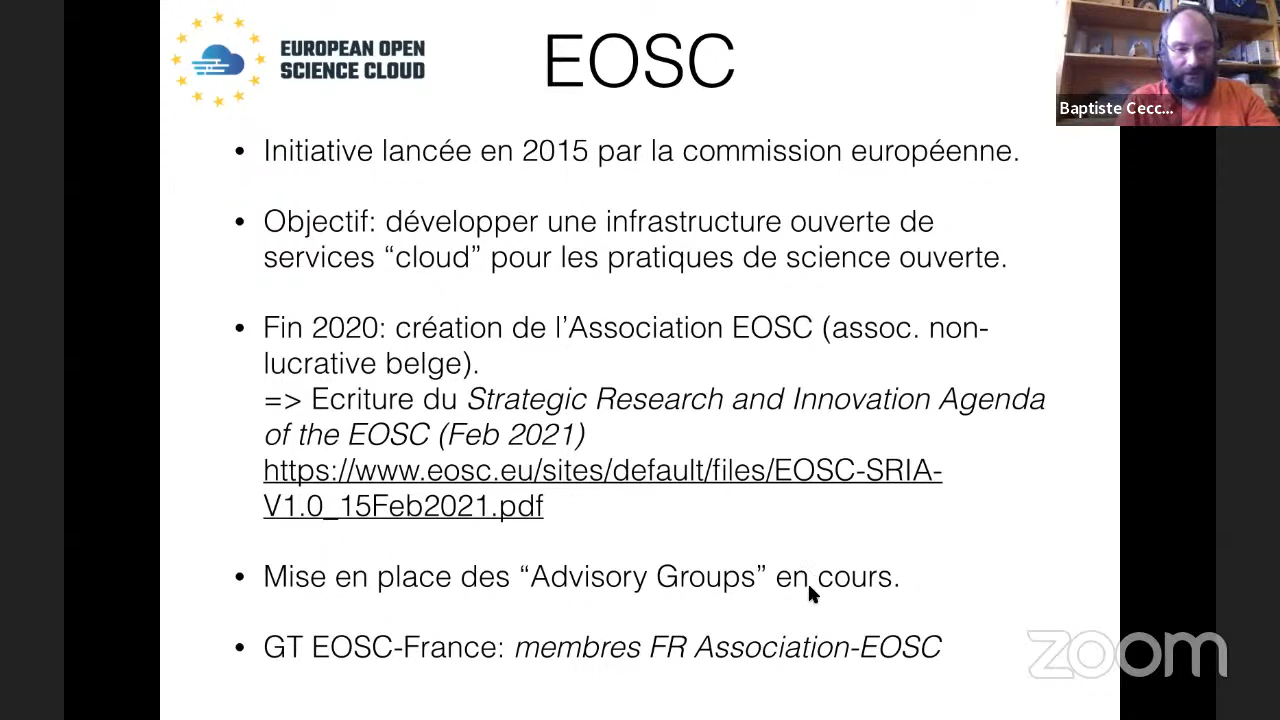 EUROPEAN OPEN
SCIENCE CLOUD
EOSC
Baptiste Cecc...
• Initiative lancée en 2015 par la commission européenne.
• Objectif: développer une infrastructure ouverte de
services “cloud” pour les pratiques de science ouverte.
• Fin 2020: création de l’Association EOSC (assoc. non-
lucrative belge).
=> Ecriture du Strategic Research and Innovation Agenda
of the EOSC (Feb 2021)
https://www.eosc.eu/sites/default/files/EOSC-SRIA-
V1.0_15Feb2021.pdf
• Mise en place des “Advisory Groups” en cours.
• GT EOSC-France: membres FR Association-EOSC
zoom